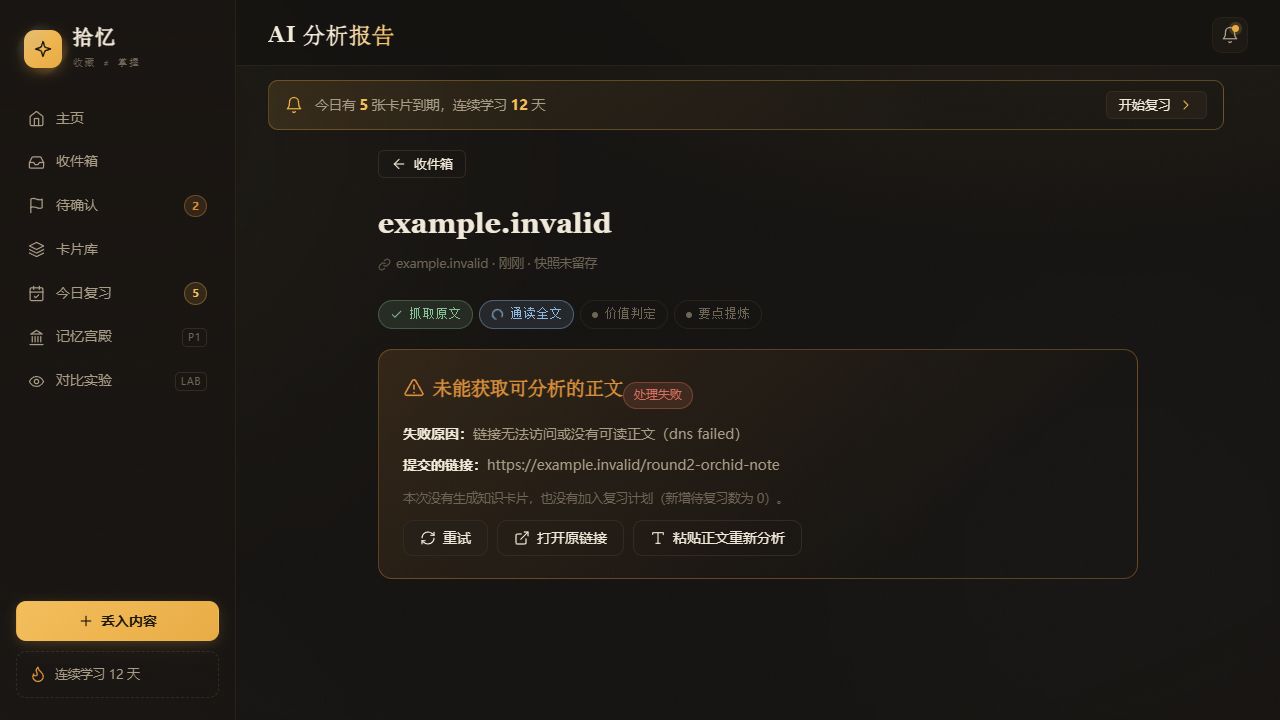 拾忆
收藏 ≠ 掌握
主页
收件箱
待确认 2
卡片库
今日复习 5
记忆宫殿 P1
对比实验 LAB
丢入内容
连续学习 12 天
AI 分析报告
今日有 5 张卡片到期，连续学习 12 天
开始复习
收件箱
example.invalid
example.invalid · 刚刚 · 快照未留存
抓取原文 通读全文 价值判定 要点提炼
未能获取可分析的正文 处理失败
失败原因：链接无法访问或没有可读正文（dns failed）
提交的链接：https://example.invalid/round2-orchid-note
本次没有生成知识卡片，也没有加入复习计划（新增待复习数为 0）。
重试 打开原链接 粘贴正文重新分析